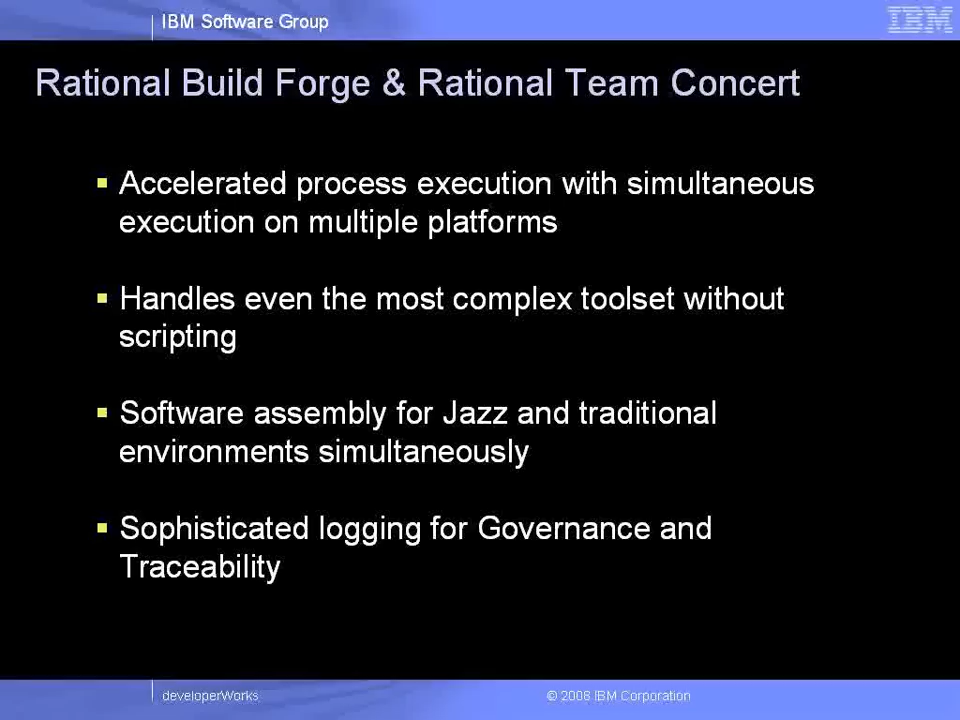 IBM Software Group
IBM
Rational Build Forge & Rational Team Concert
Accelerated process execution with simultaneous
execution on multiple platforms
Handles even the most complex toolset without
scripting
Software assembly for Jazz and traditional
environments simultaneously
Sophisticated logging for Governance and
Traceability
developerWorks
© 2008 IBM Corporation